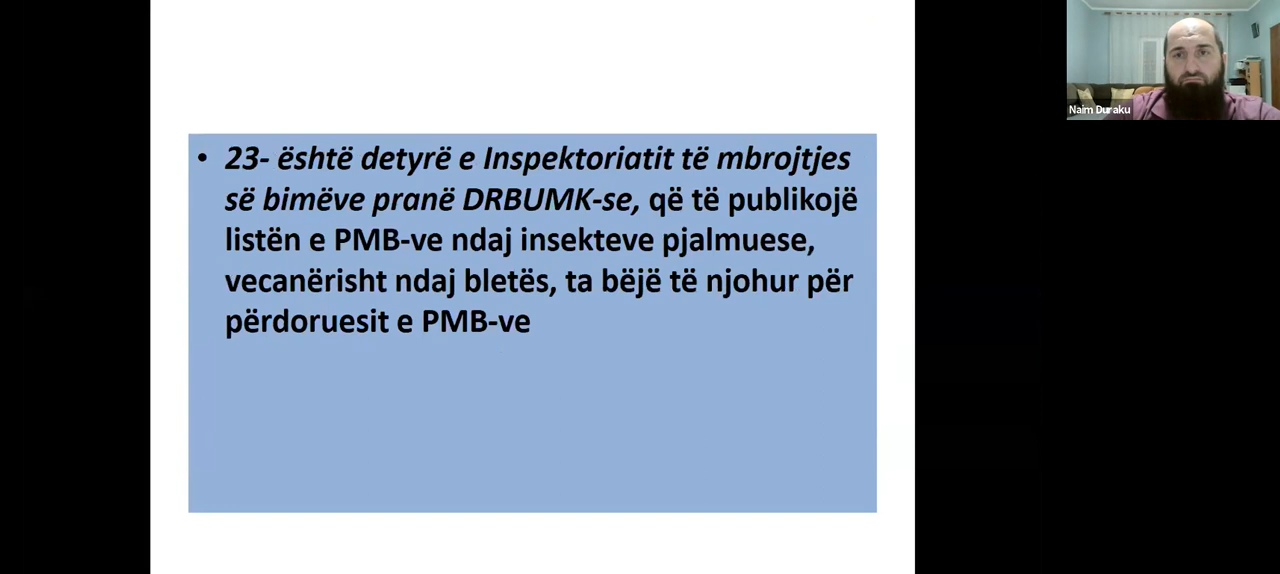 • 23- është detyrë e Inspektoriatit të mbrojtjes
së bimëve pranë DRBUMK-se, që të publikojë
listën e PMB-ve ndaj insekteve pjalmuese,
vecanërisht ndaj bletës, ta bëjë të njohur për
përdoruesit e PMB-ve
Naim Duraku